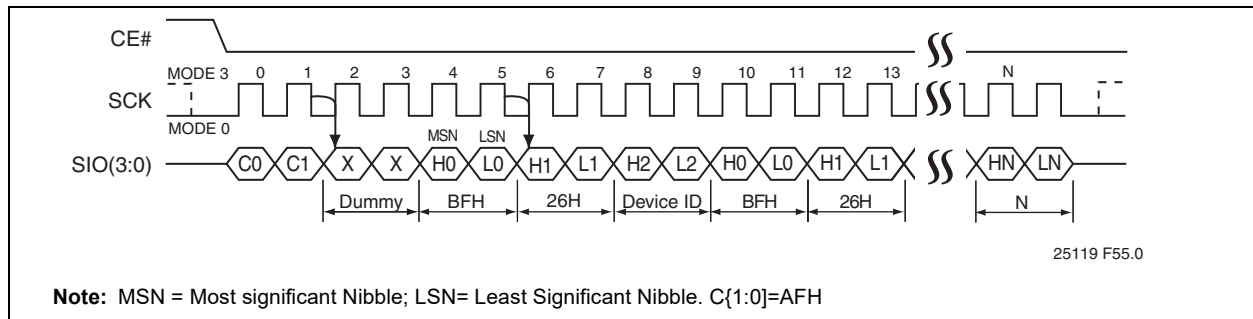 CE#
MODE 3 0 1 2 3 4 5 6 7 8 9 10 11 12 13 N
SCK
MODE 0
MSN LSN
SIO(3:0) C0 C1 X X H0 L0 H1 L1 H2 L2 H0 L0 H1 L1 HN LN
Dummy BFH 26H Device ID BFH 26H N
25119 F55.0
Note: MSN = Most significant Nibble; LSN= Least Significant Nibble. C{1:0]=AFH